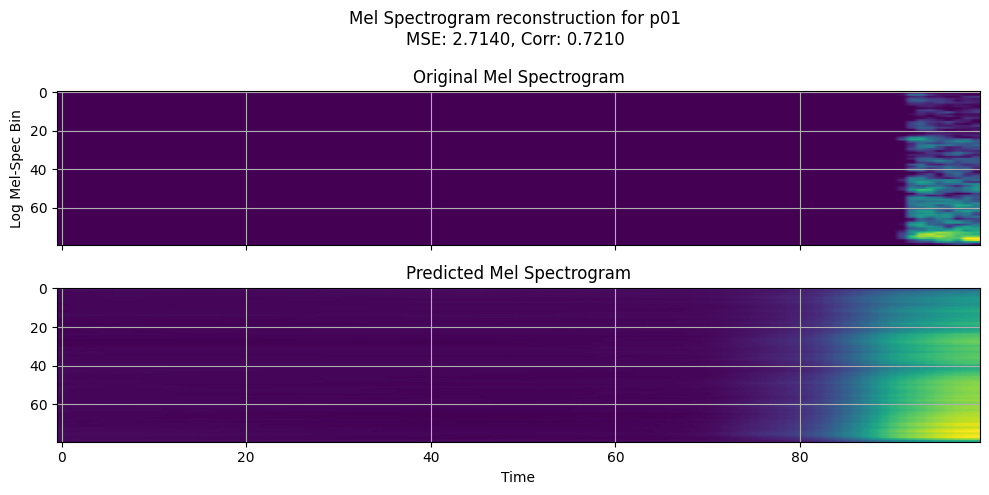 Mel Spectrogram reconstruction for p01
MSE: 2.7140, Corr: 0.7210
Original Mel Spectrogram
0
20
40
60
Log Mel-Spec Bin
Predicted Mel Spectrogram
0
20
40
60
0 20 40 60 80
Time